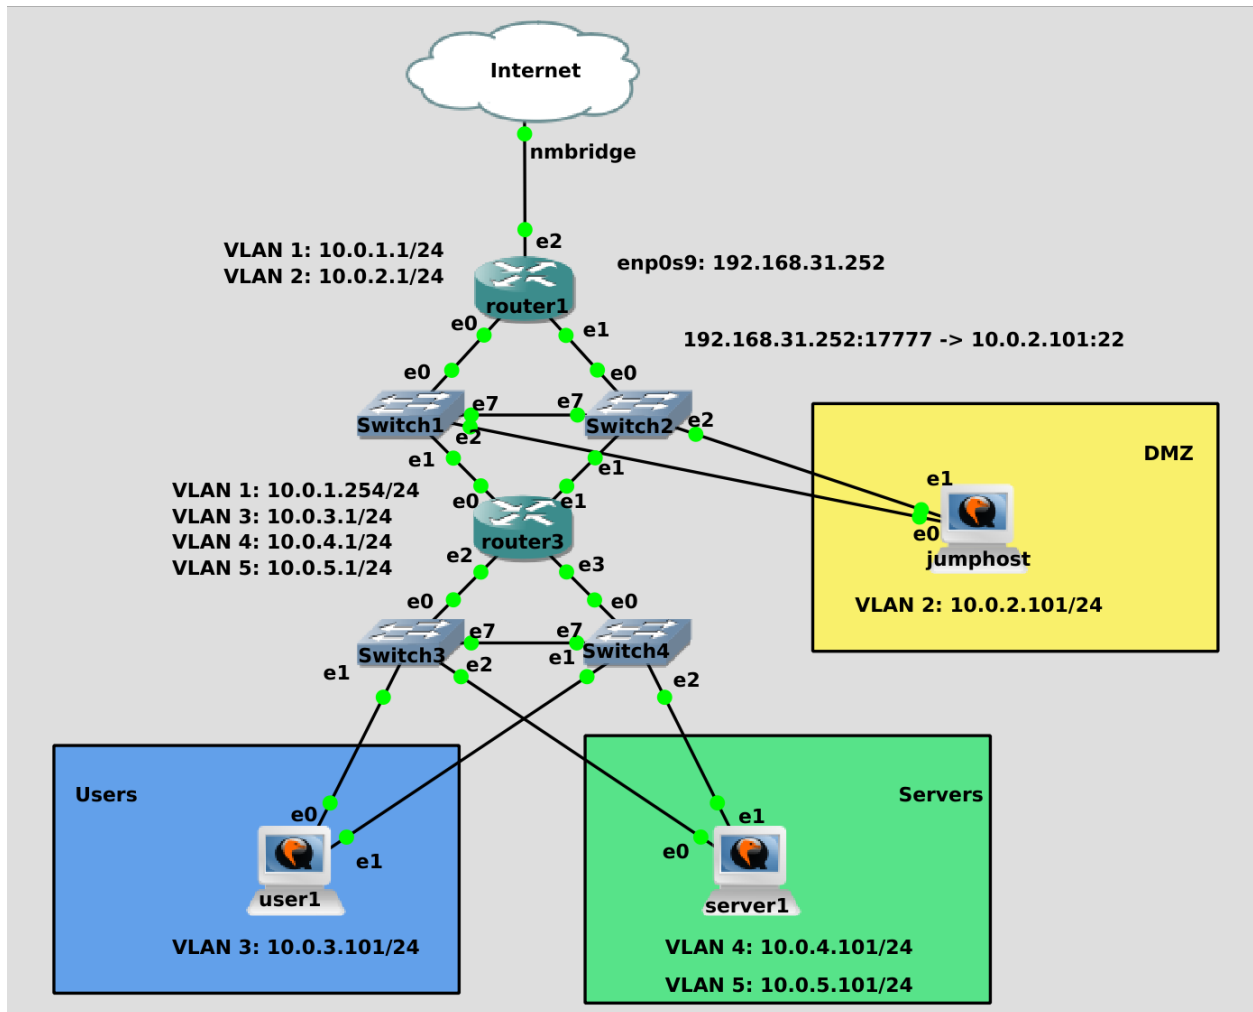 Internet
nmbridge
e2
VLAN 1: 10.0.1.1/24
VLAN 2: 10.0.2.1/24
enp0s9: 192.168.31.252
router1
e0
e1
192.168.31.252:17777 -> 10.0.2.101:22
e0
e0
e7
e7
Switch1
Switch2
e2
e2
e1
e1
DMZ
VLAN 1: 10.0.1.254/24
VLAN 3: 10.0.3.1/24
VLAN 4: 10.0.4.1/24
VLAN 5: 10.0.5.1/24
e0
e1
router3
e2
e3
e1
e0
jumphost
VLAN 2: 10.0.2.101/24
e0
e0
e7
e7
Switch3
Switch4
e1
e2
e1
e2
Users
Servers
e0
e1
user1
e0
e1
server1
VLAN 3: 10.0.3.101/24
VLAN 4: 10.0.4.101/24
VLAN 5: 10.0.5.101/24